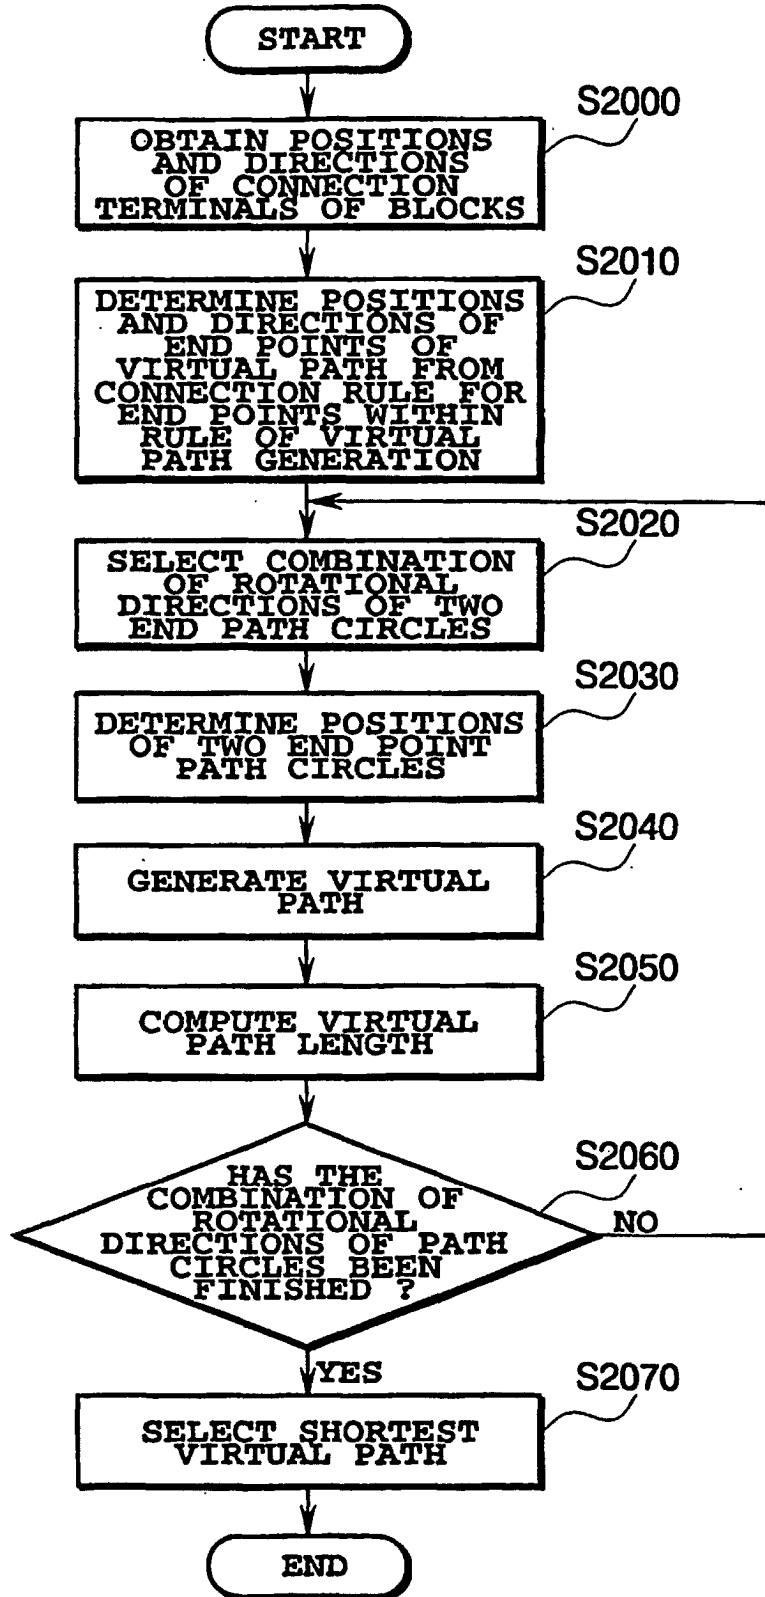 START
S2000
OBTAIN POSITIONS
AND DIRECTIONS
OF CONNECTION
TERMINALS OF BLOCKS
S2010
DETERMINE POSITIONS
AND DIRECTIONS OF
END POINTS OF
VIRTUAL PATH FROM
CONNECTION RULE FOR
END POINTS WITHIN
RULE OF VIRTUAL
PATH GENERATION
S2020
SELECT COMBINATION
OF ROTATIONAL
DIRECTIONS OF TWO
END PATH CIRCLES
S2030
DETERMINE POSITIONS
OF TWO END POINT
PATH CIRCLES
S2040
GENERATE VIRTUAL
PATH
S2050
COMPUTE VIRTUAL
PATH LENGTH
S2060
HAS THE
COMBINATION OF
ROTATIONAL
DIRECTIONS OF PATH
CIRCLES BEEN
FINISHED ?
NO
YES
S2070
SELECT SHORTEST
VIRTUAL PATH
END